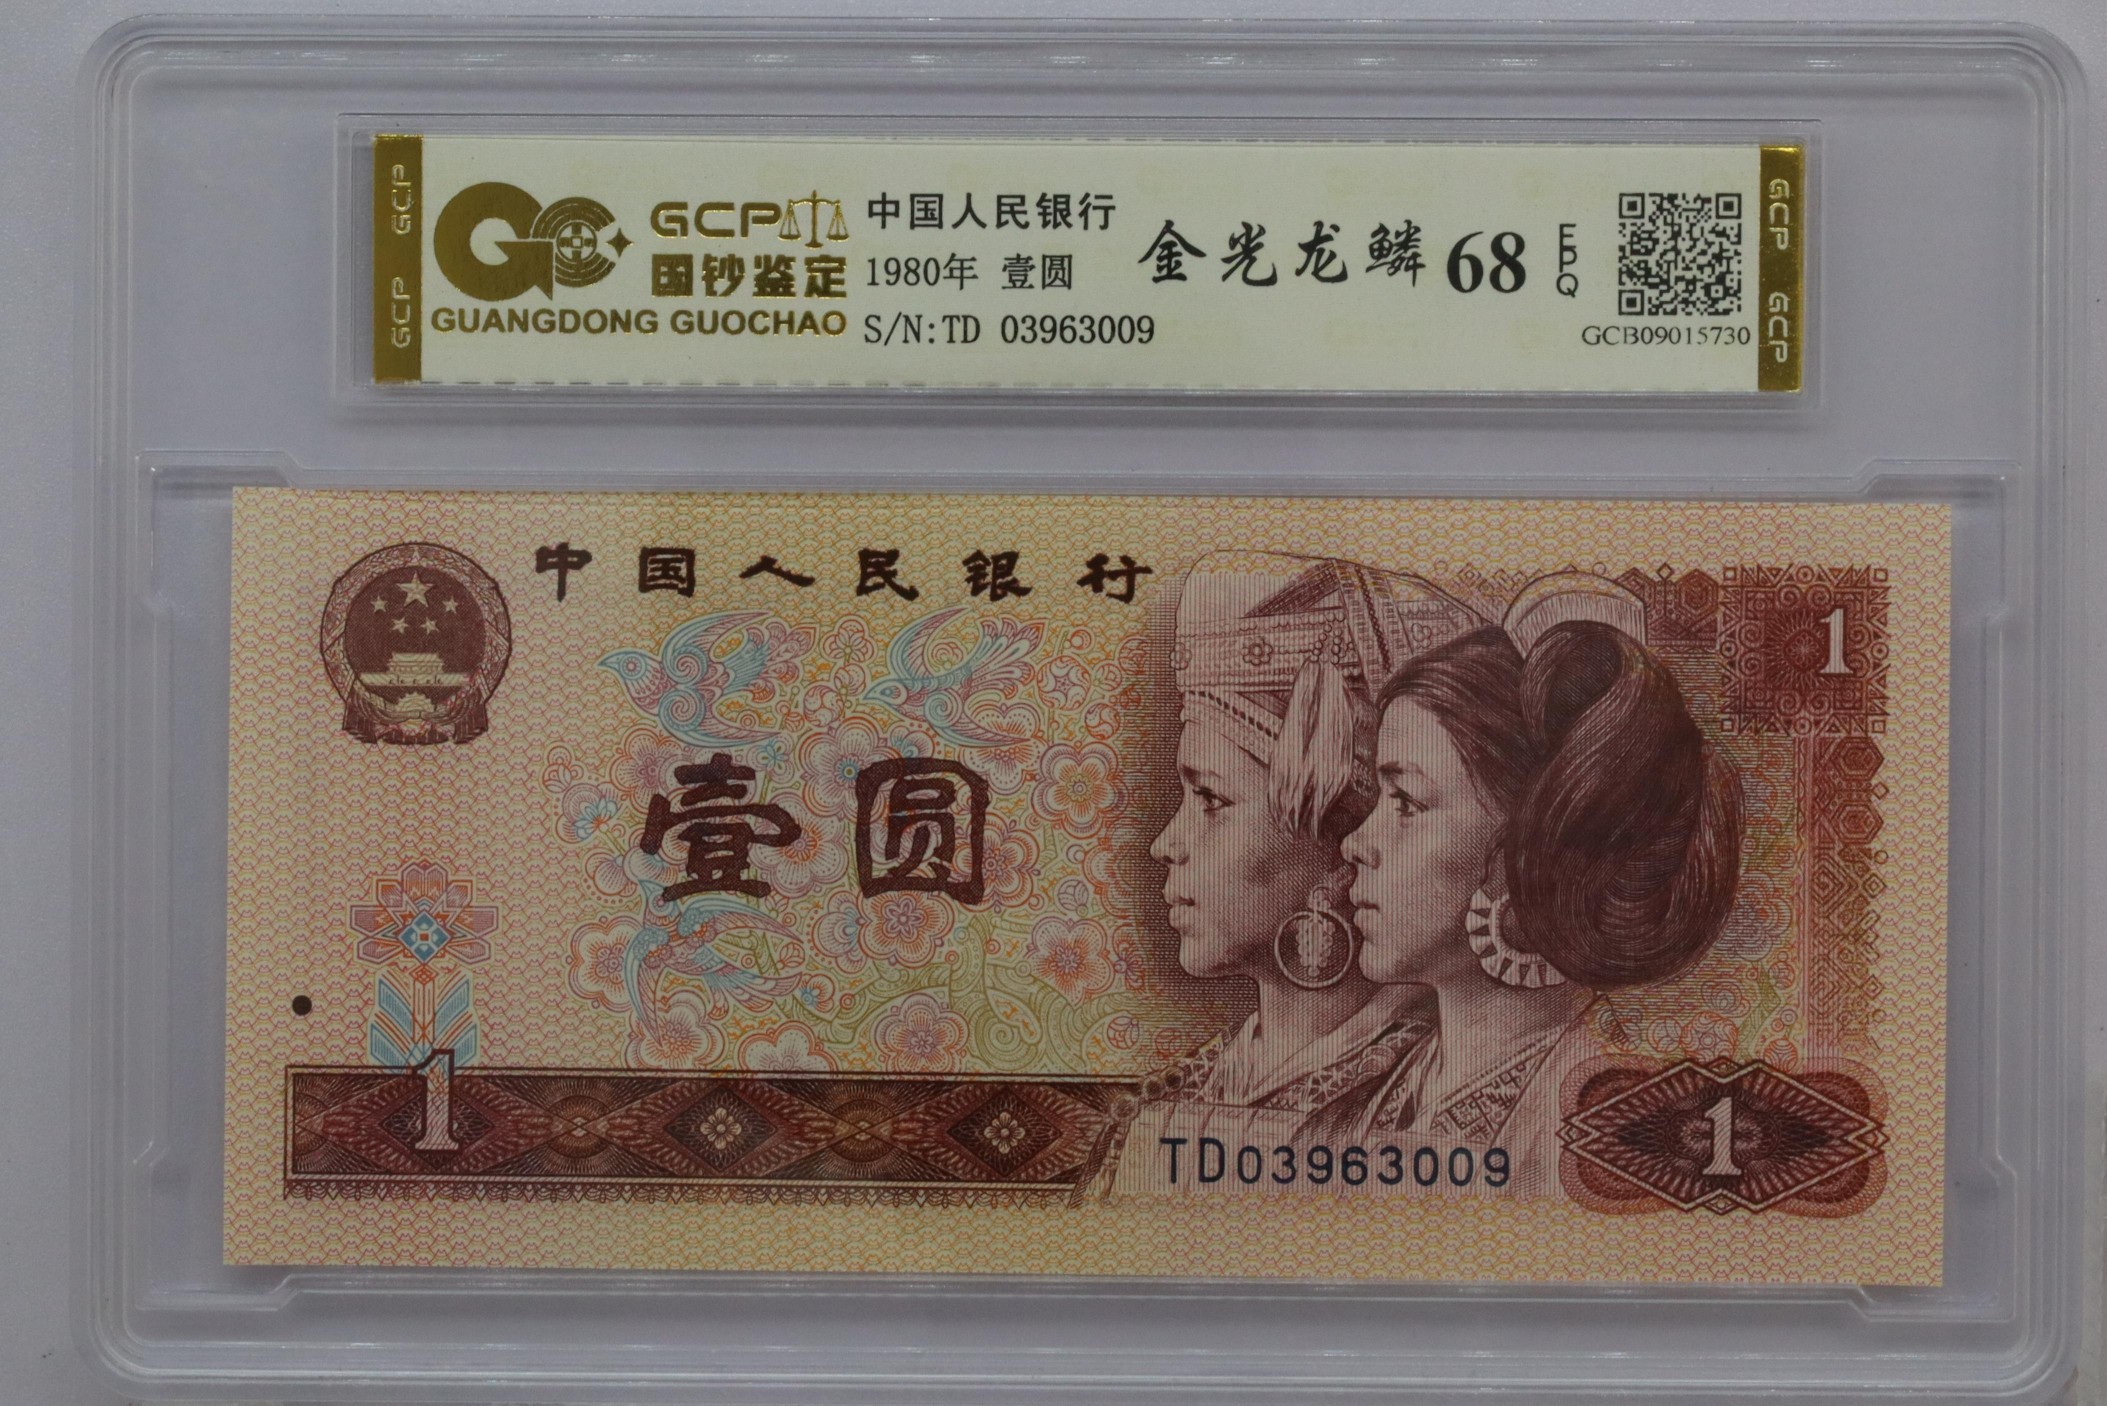 GCP GCP
GCP
国钞鉴定
GUANGDONG GUOCHAO
中国人民银行
1980年 壹圆
S/N:TD 03963009
金光龙鳞 68 EPQ
GCB09015730
GCP GCP
中国人民银行
1
壹圆
1
TD03963009
1